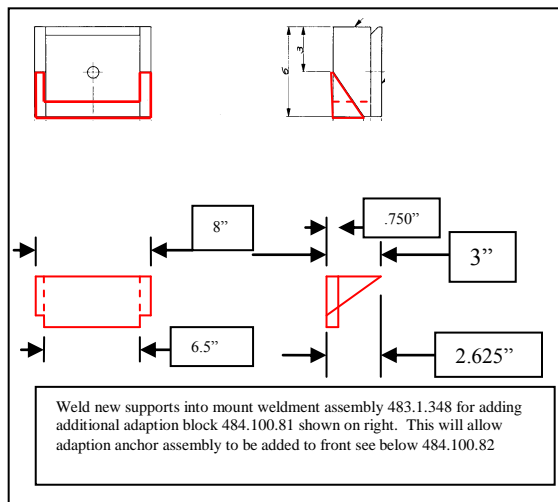 3
6
8”
.750”
3”
6.5”
2.625”
Weld new supports into mount weldment assembly 483.1.348 for adding
additional adaption block 484.100.81 shown on right.  This will allow
adaption anchor assembly to be added to front see below 484.100.82